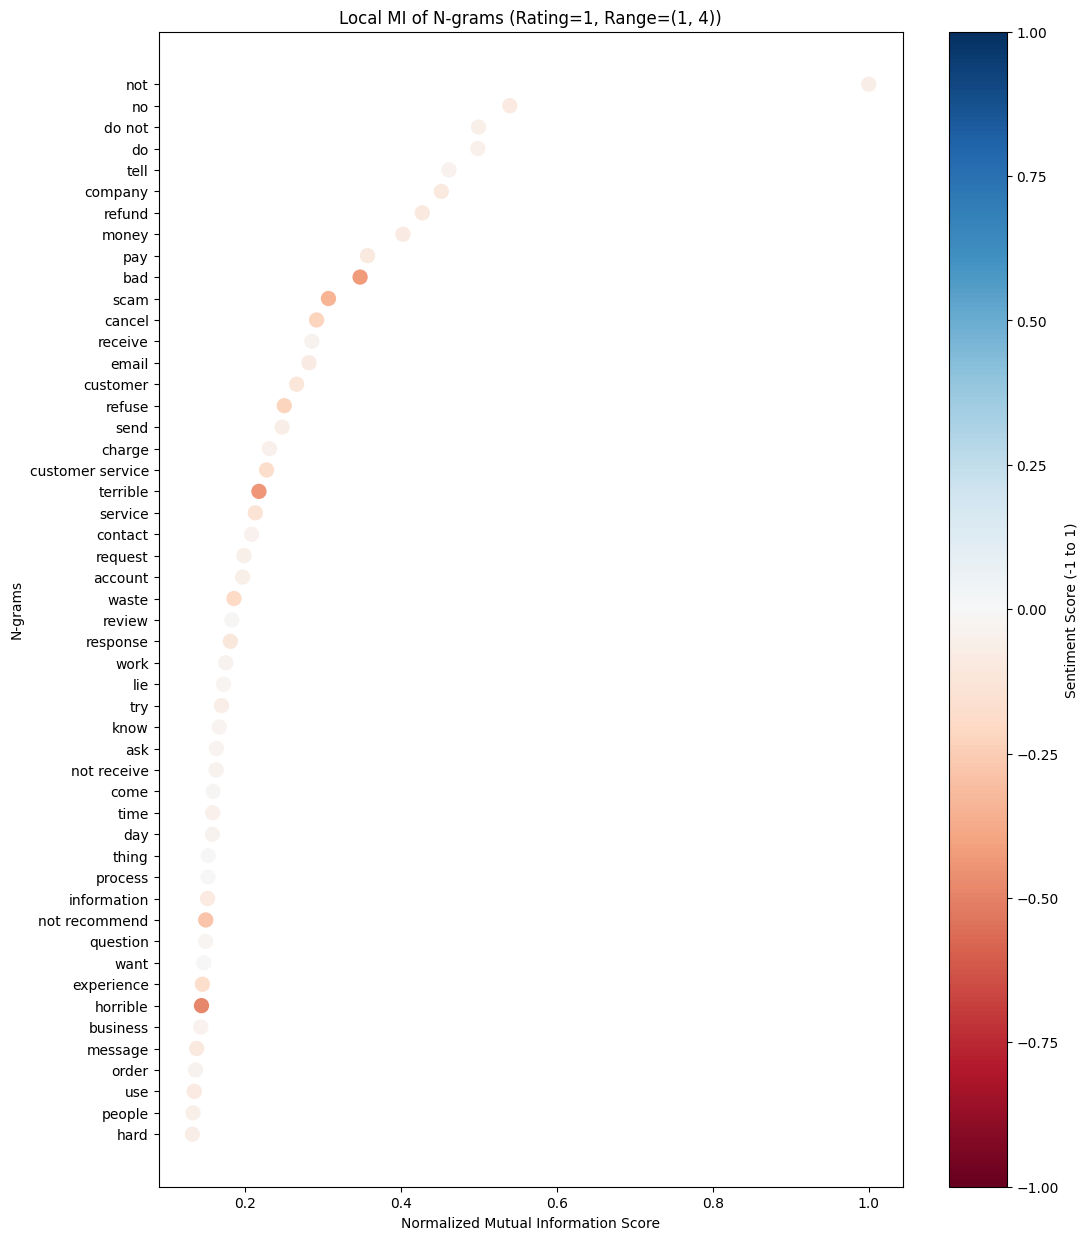 Local MI of N-grams (Rating=1, Range=(1, 4))
N-grams
not
no
do not
do
tell
company
refund
money
pay
bad
scam
cancel
receive
email
customer
refuse
send
charge
customer service
terrible
service
contact
request
account
waste
review
response
work
lie
try
know
ask
not receive
come
time
day
thing
process
information
not recommend
question
want
experience
horrible
business
message
order
use
people
hard
0.2 0.4 0.6 0.8 1.0
Normalized Mutual Information Score
1.00
0.75
0.50
0.25
0.00
−0.25
−0.50
−0.75
−1.00
Sentiment Score (-1 to 1)